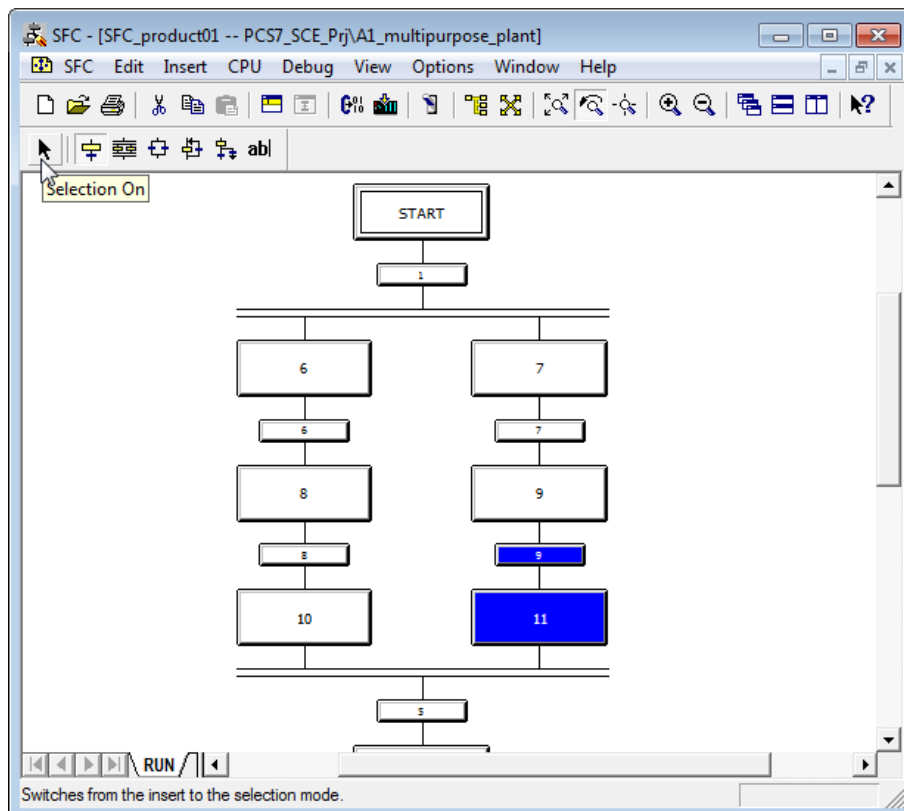 SFC - [SFC_product01 -- PCS7_SCE_Prj\A1_multipurpose_plant]
SFC Edit Insert CPU Debug View Options Window Help
abl
Selection On
START
1
6 7
6 7
8 9
8 9
10 11
5
RUN
Switches from the insert to the selection mode.